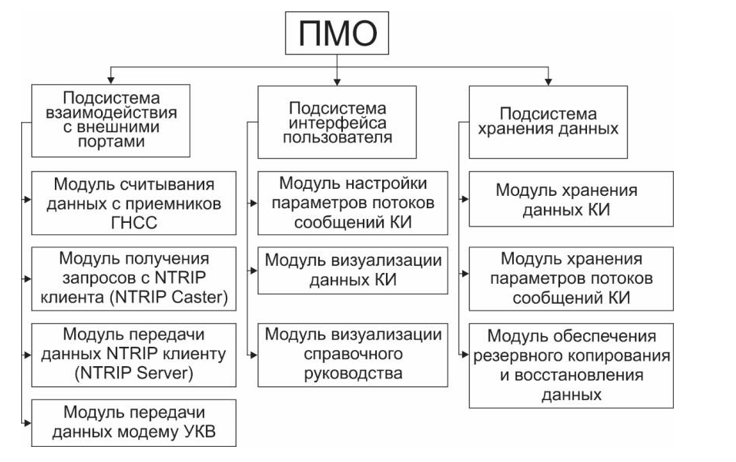 ПМО
Подсистема
взаимодействия
с внешними
портами
Модуль считывания
данных с приемников
ГНСС
Модуль получения
запросов с NTRIP
клиента (NTRIP Caster)
Модуль передачи
данных NTRIP клиенту
(NTRIP Server)
Модуль передачи
данных модему УКВ
Подсистема
интерфейса
пользователя
Модуль настройки
параметров потоков
сообщений КИ
Модуль визуализации
данных КИ
Модуль визуализации
справочного
руководства
Подсистема
хранения данных
Модуль хранения
данных КИ
Модуль хранения
параметров потоков
сообщений КИ
Модуль обеспечения
резервного копирования
и восстановления
данных